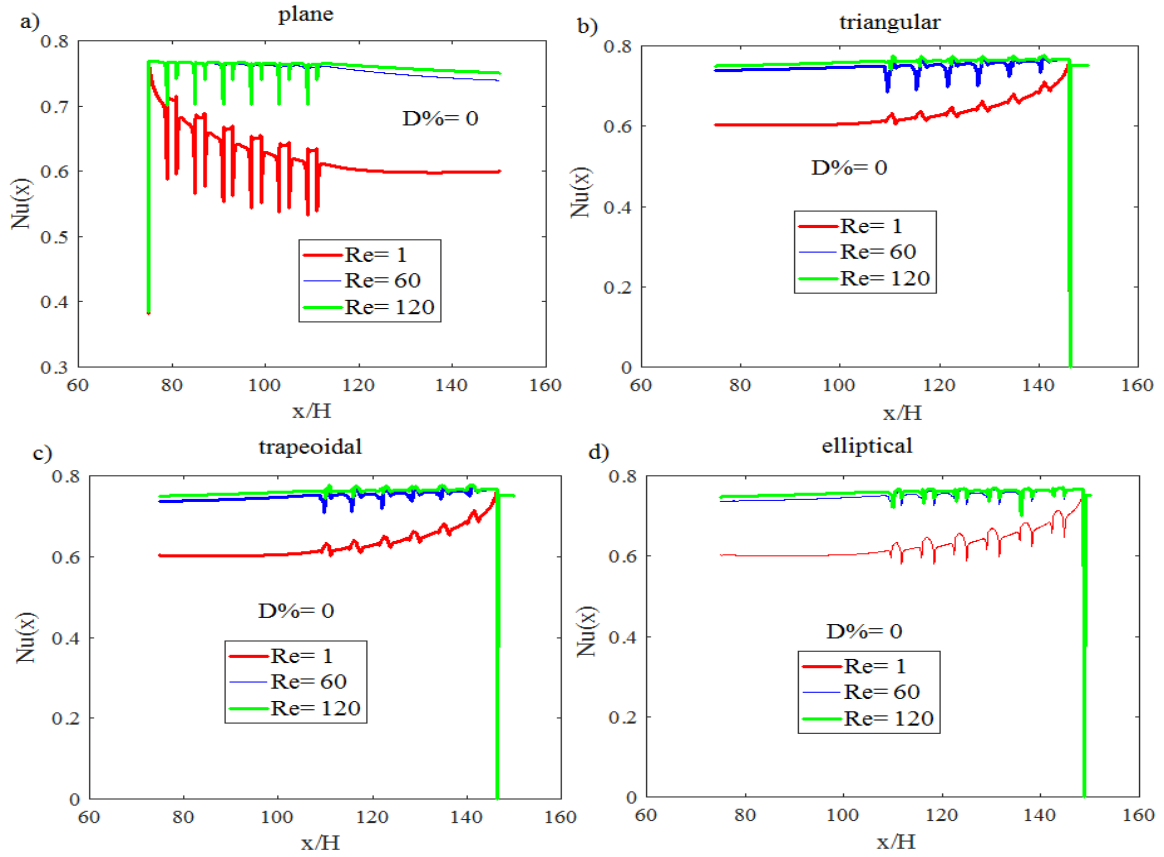 a)
plane
0.8
0.7
0.6
0.5
0.4
0.3
Nu(x)
D%= 0
Re= 1
Re= 60
Re= 120
60
80
100
120
140
160
x/H
b)
triangular
0.8
0.6
0.4
0.2
0
Nu(x)
D%= 0
Re= 1
Re= 60
Re= 120
60
80
100
120
140
160
x/H
c)
trapeoidal
0.8
0.6
0.4
0.2
0
Nu(x)
D%= 0
Re= 1
Re= 60
Re= 120
60
80
100
120
140
160
x/H
d)
elliptical
0.8
0.6
0.4
0.2
0
Nu(x)
D%= 0
Re= 1
Re= 60
Re= 120
60
80
100
120
140
160
x/H